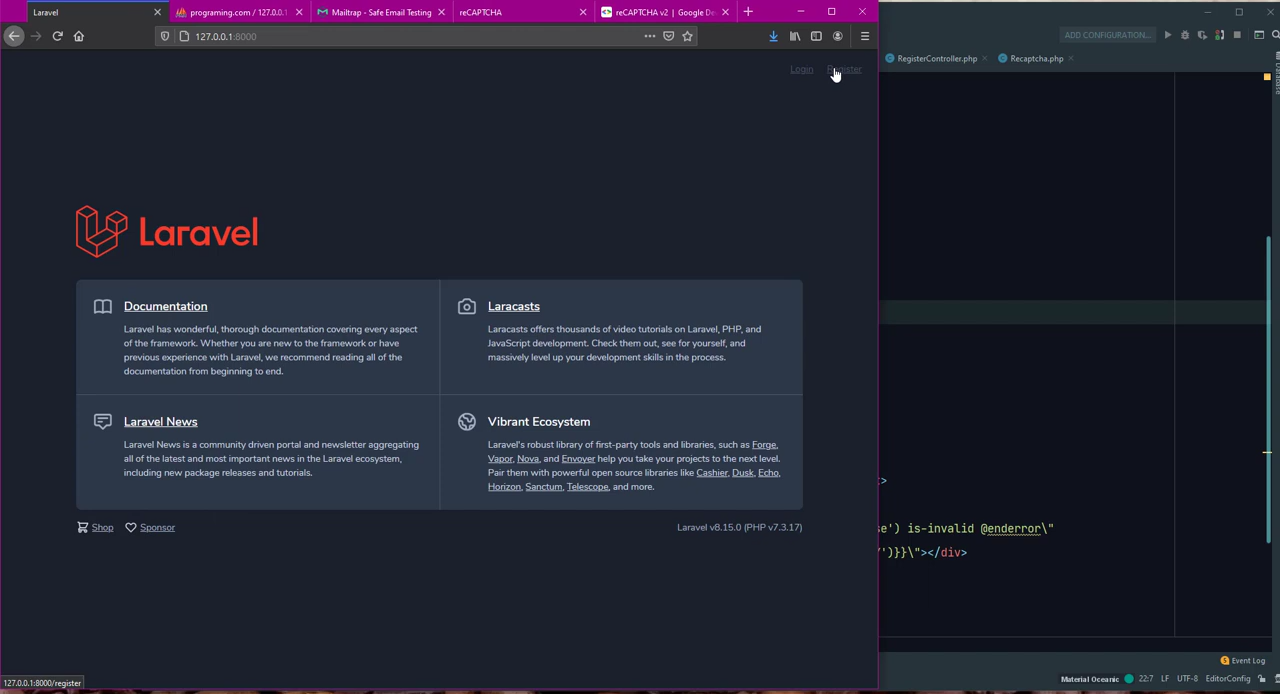 Laravel
programing.com / 127.0.0.1
Mailtrap - Safe Email Testing
reCAPTCHA
reCAPTCHA v2 | Google De
127.0.0.1:8000
ADD CONFIGURATION...
RegisterController.php
Recaptcha.php
Database
Login
Register
Laravel
Documentation
Laravel has wonderful, thorough documentation covering every aspect
of the framework. Whether you are new to the framework or have
previous experience with Laravel, we recommend reading all of the
documentation from beginning to end.
Laracasts
Laracasts offers thousands of video tutorials on Laravel, PHP, and
JavaScript development. Check them out, see for yourself, and
massively level up your development skills in the process.
Laravel News
Laravel News is a community driven portal and newsletter aggregating
all of the latest and most important news in the Laravel ecosystem,
including new package releases and tutorials.
Vibrant Ecosystem
Laravel's robust library of first-party tools and libraries, such as Forge,
Vapor, Nova, and Envoyer help you take your projects to the next level.
Pair them with powerful open source libraries like Cashier, Dusk, Echo,
Horizon, Sanctum, Telescope, and more.
Shop
Sponsor
Laravel v8.15.0 (PHP v7.3.17)
>
se') is-invalid @enderror\"
')}}\"></div>
127.0.0.1:8000/register
Event Log
Material Oceanic
22:7
LF
UTF-8
EditorConfig